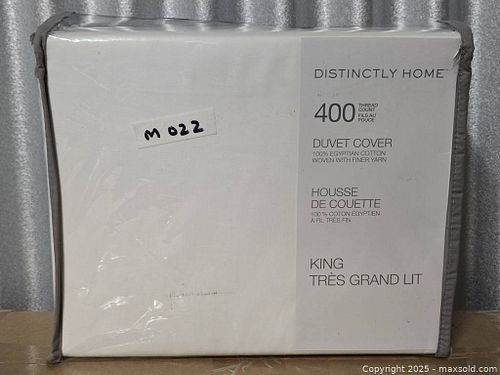 DISTINCTLY HOME
400 THREAD
COUNT
FILS AU
POUCE
DUVET COVER
100% EGYPTIAN COTTON
WOVEN WITH FINER YARN
M 022
HOUSSE
DE COUETTE
100 % COTON ÉGYPTIEN
À FIL TRÈS FIN
KING
TRÈS GRAND LIT
Copyright 2025 - maxsold.com